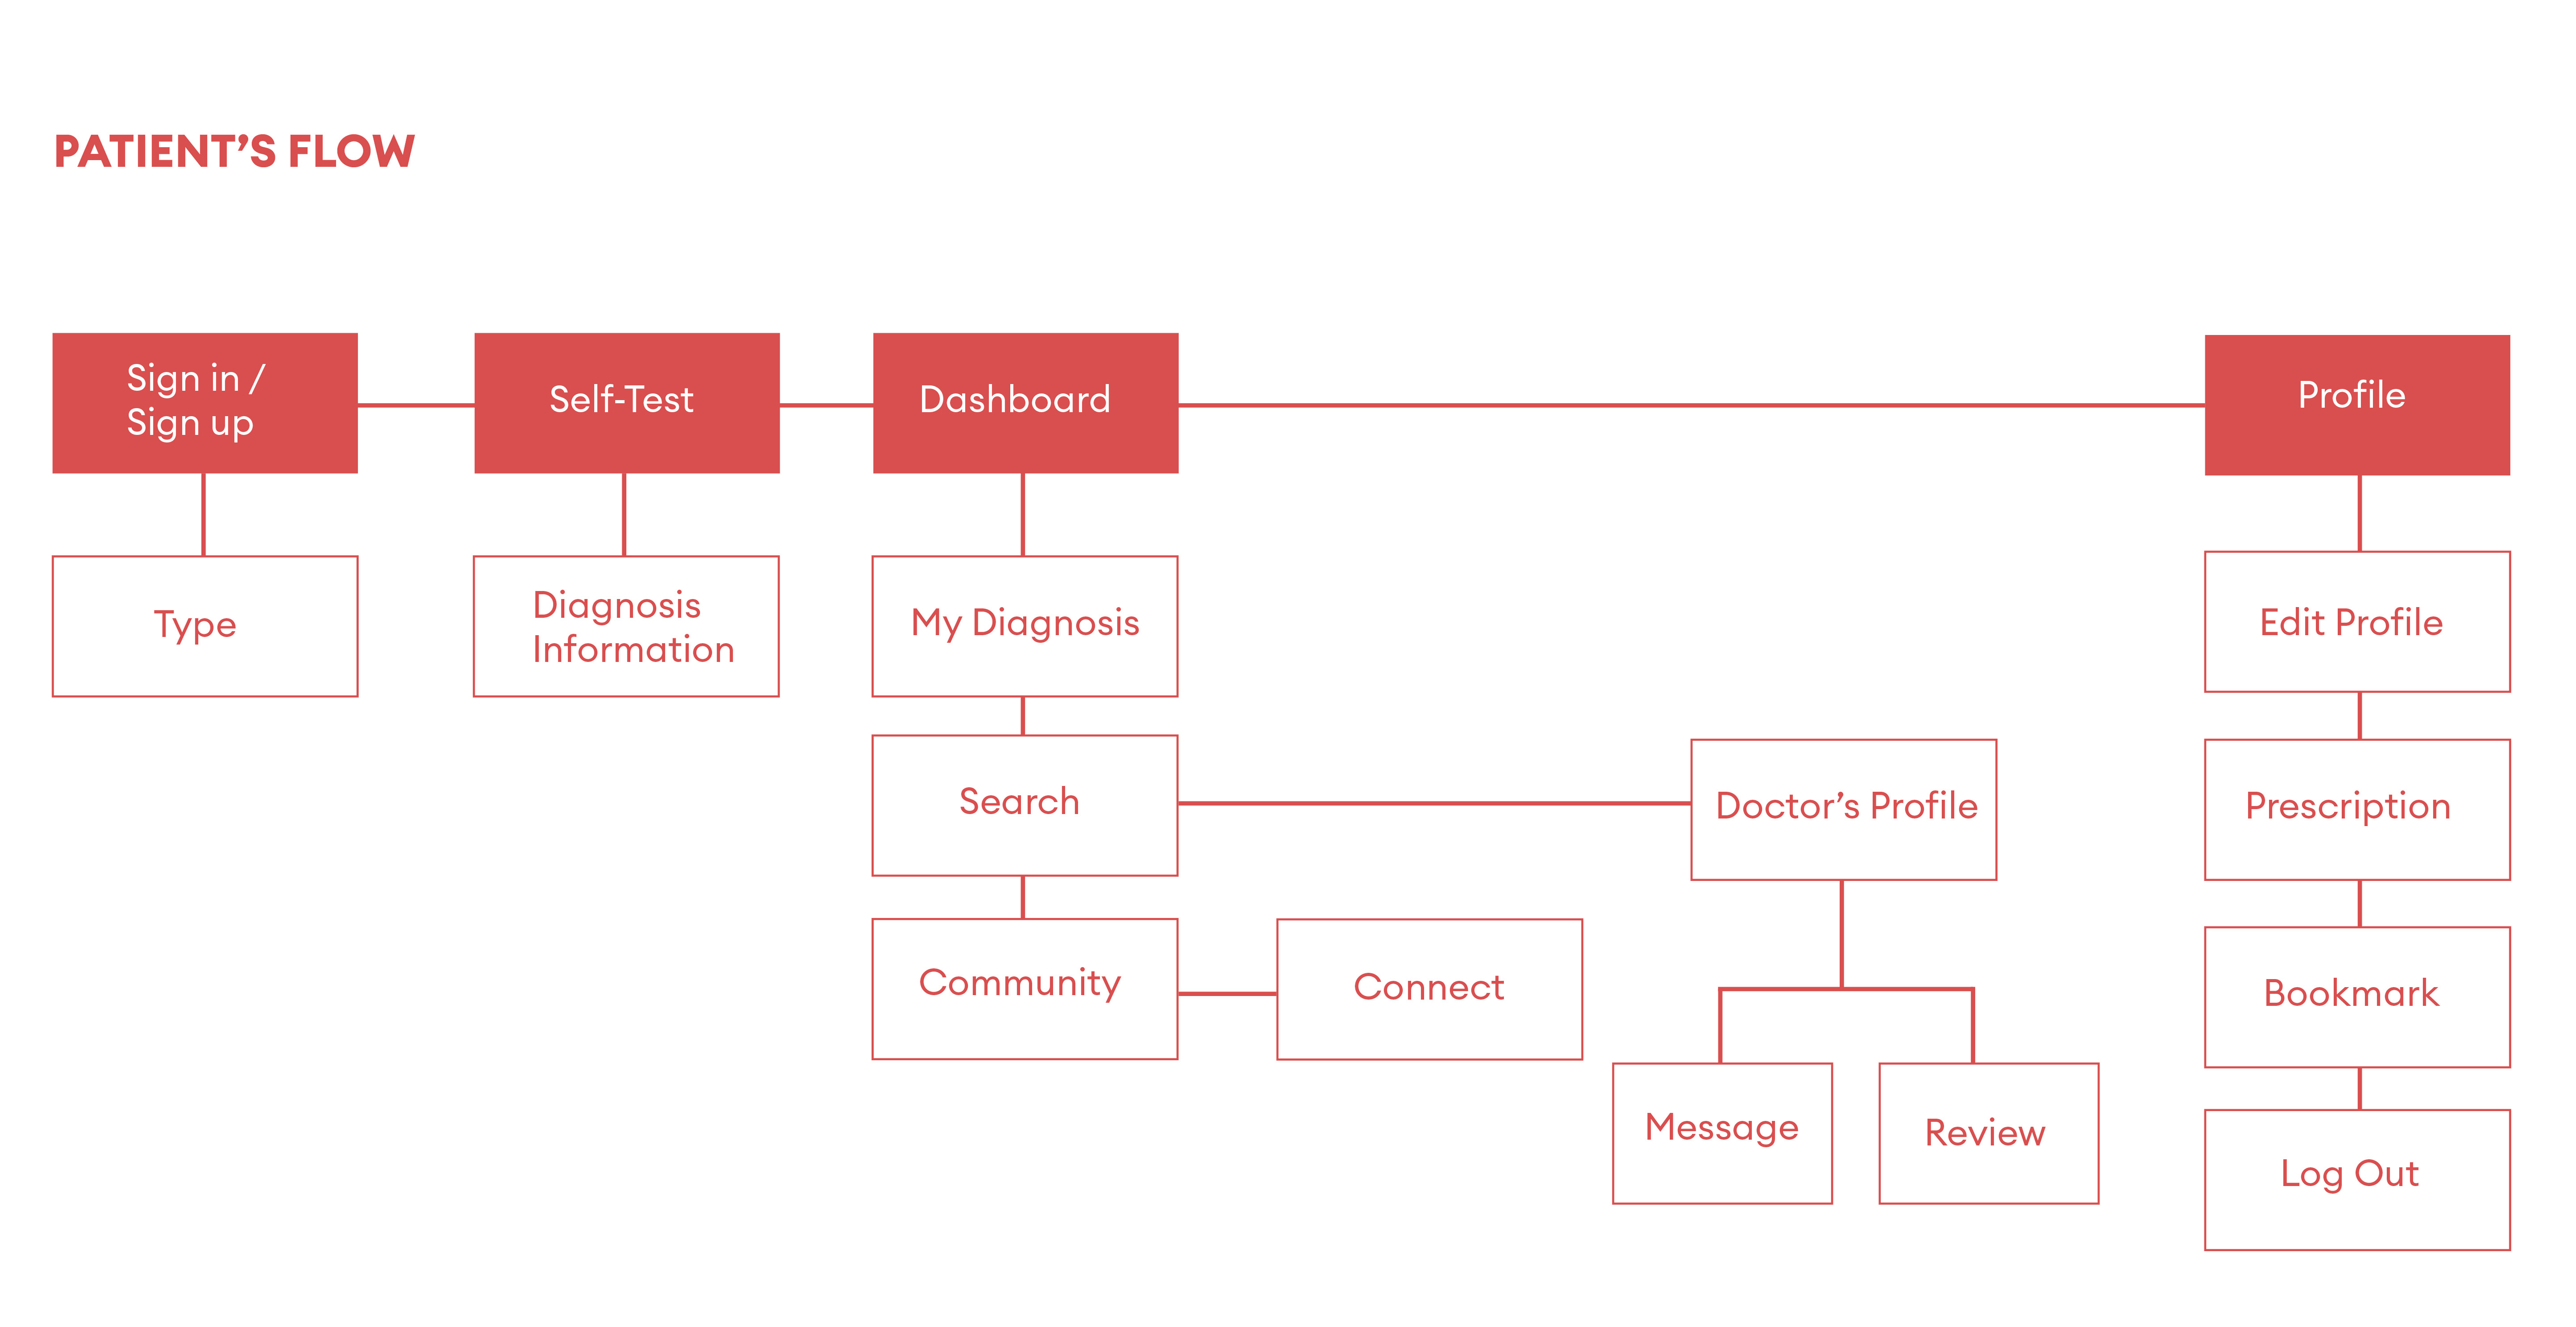 PATIENT’S FLOW
Sign in /
Sign up
Self-Test
Dashboard
Profile
Type
Diagnosis
Information
My Diagnosis
Edit Profile
Search
Doctor’s Profile
Prescription
Community
Connect
Bookmark
Message
Review
Log Out